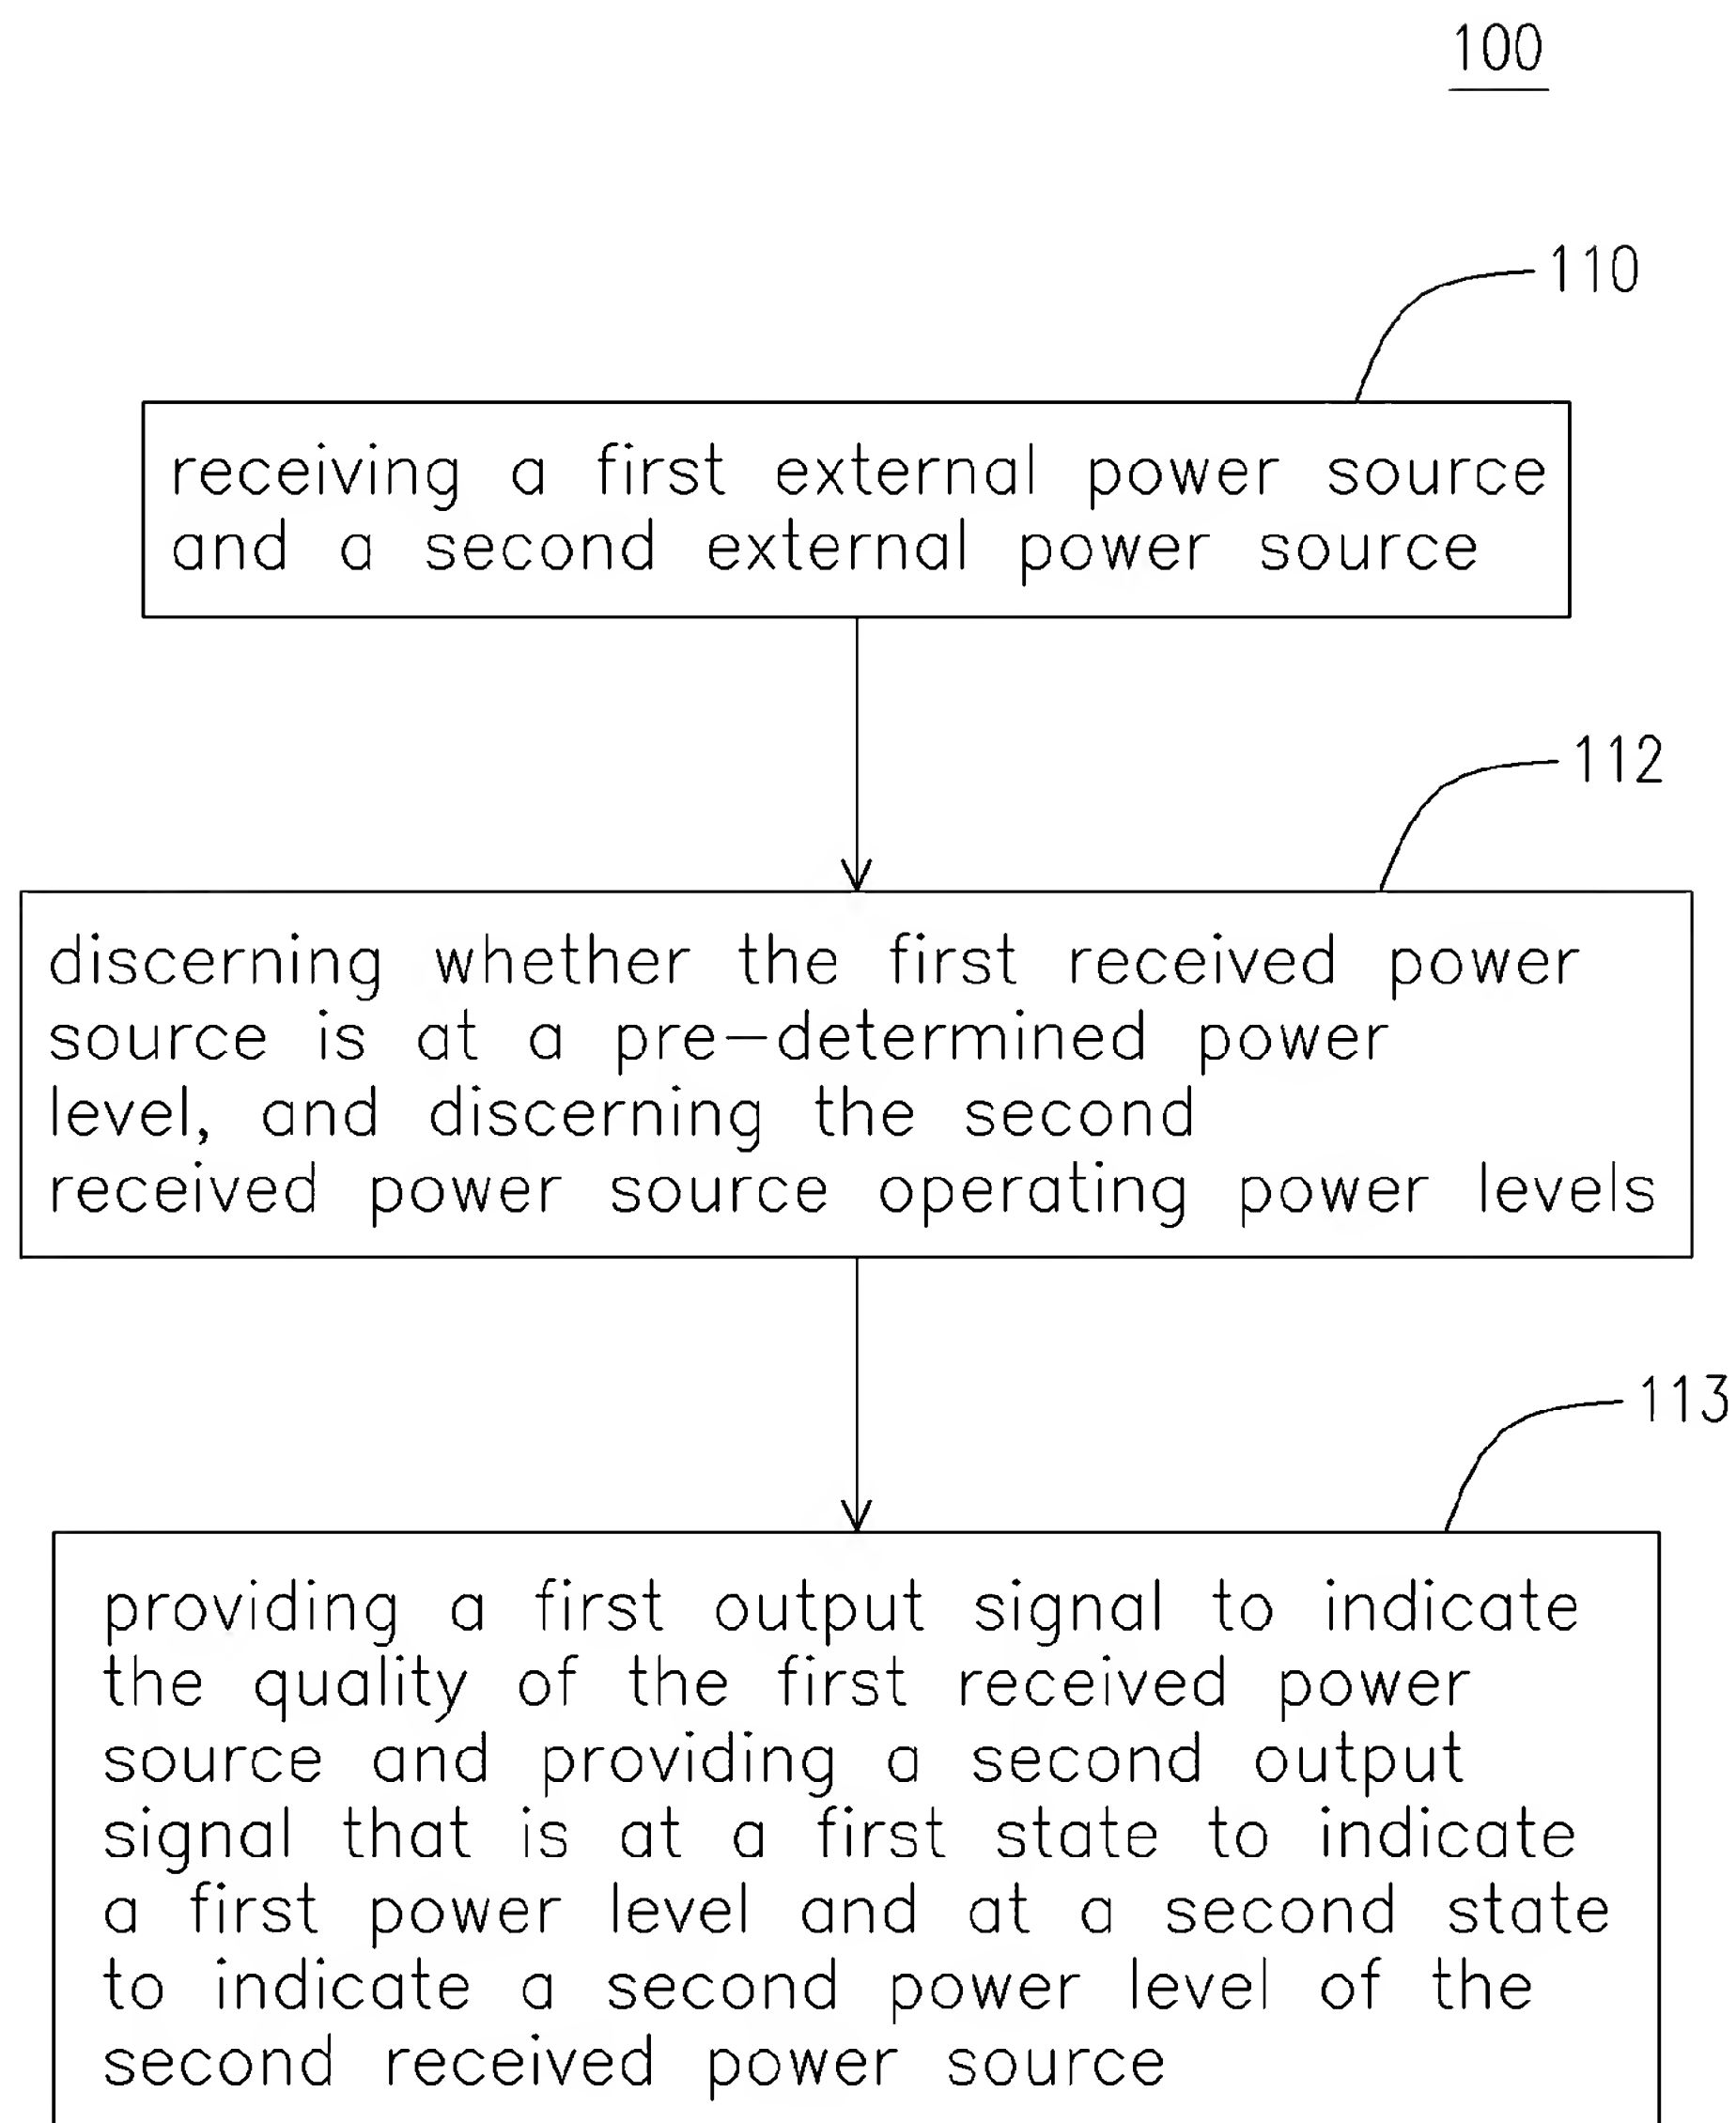 100
110
receiving a first external power source
and a second external power source
112
discerning whether the first received power
source is at a pre-determined power
level, and discerning the second
received power source operating power levels
113
providing a first output signal to indicate
the quality of the first received power
source and providing a second output
signal that is at a first state to indicate
a first power level and at a second state
to indicate a second power level of the
second received power source